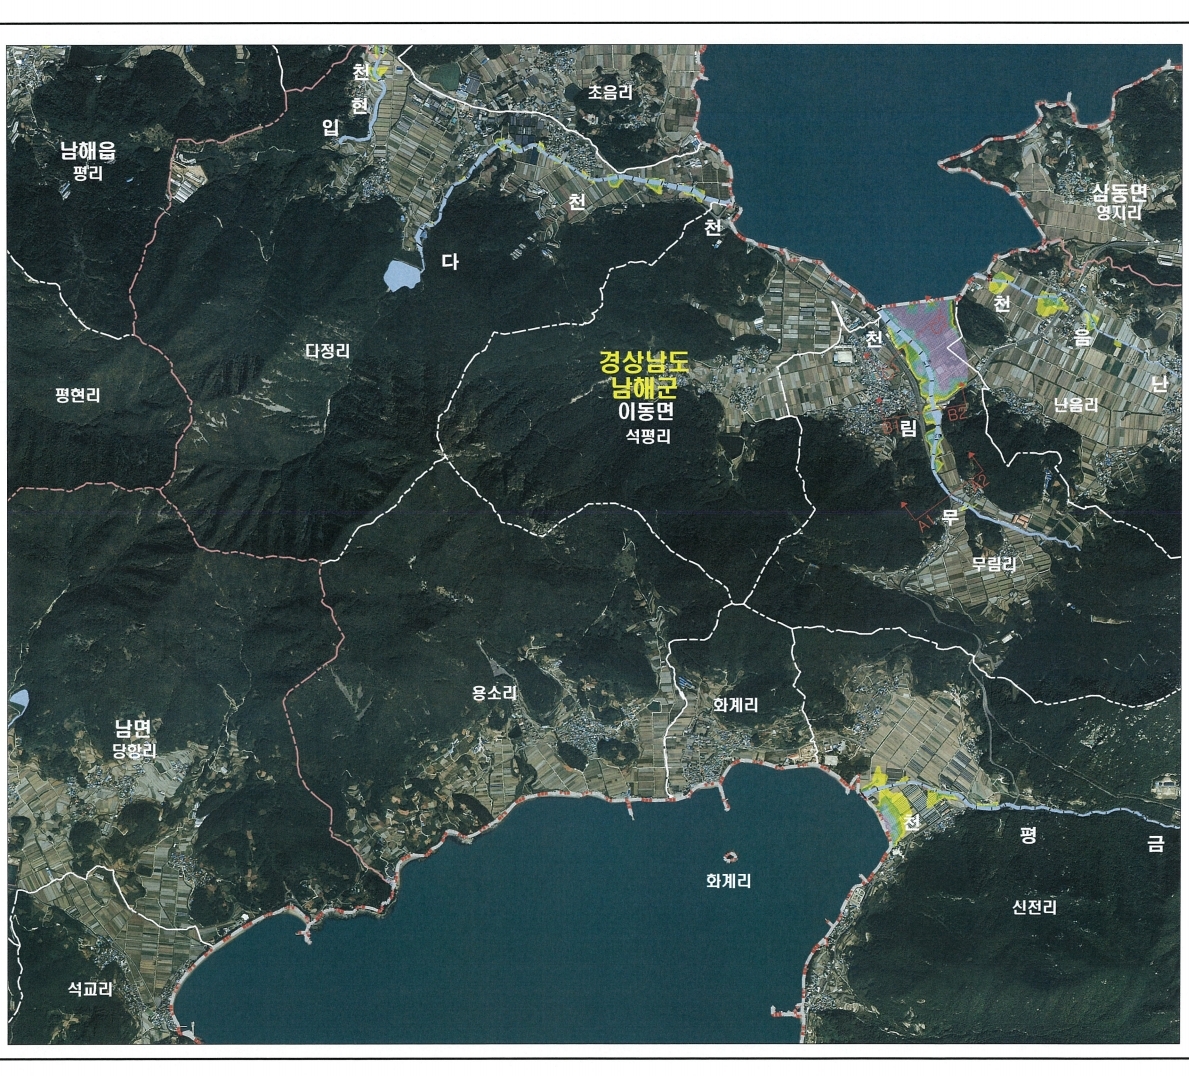 천
현
입
초음리
남해읍
평리
다
천
천
삼동면
영지리
천
음
난
난음리
다정리
평현리
경상남도
남해군
이동면
석평리
천
림
무
B2
A1
무림리
용소리
화계리
남면
당항리
천
평
금
화계리
신전리
석교리